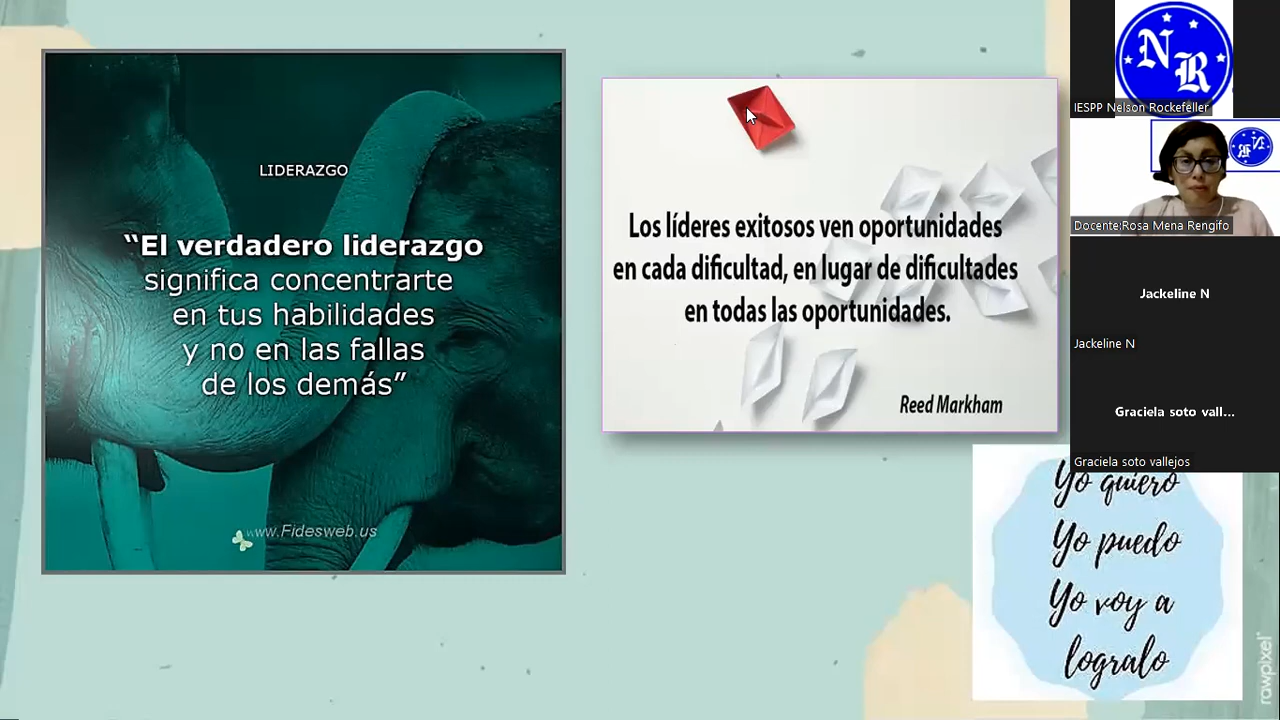 LIDERAZGO
“El verdadero liderazgo
significa concentrarte
en tus habilidades
y no en las fallas
de los demás”
www.Fidesweb.us
Los líderes exitosos ven oportunidades
en cada dificultad, en lugar de dificultades
en todas las oportunidades.
Reed Markham
Yo quiero
Yo puedo
Yo voy a
logralo
rawpixel
NR
IESPP Nelson Rockefeller
NR
Docente:Rosa Mena Rengifo
Jackeline N
Jackeline N
Graciela soto vall...
Graciela soto vallejos